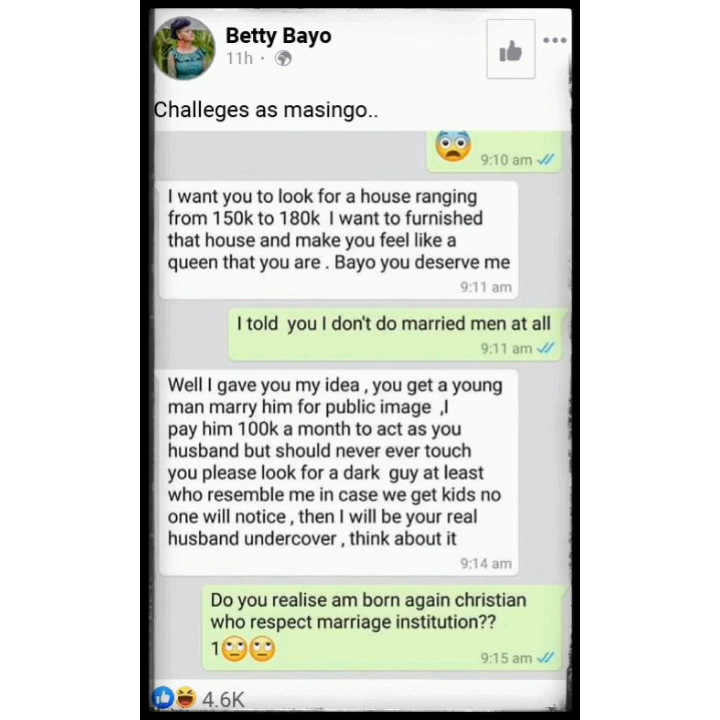 Betty Bayo
11h ·
Challeges as masingo..
9:10 am
I want you to look for a house ranging
from 150k to 180k I want to furnished
that house and make you feel like a
queen that you are . Bayo you deserve me
9:11 am
I told you I don't do married men at all
9:11 am
Well I gave you my idea , you get a young
man marry him for public image ,I
pay him 100k a month to act as you
husband but should never ever touch
you please look for a dark guy at least
who resemble me in case we get kids no
one will notice , then I will be your real
husband undercover , think about it
9:14 am
Do you realise am born again christian
who respect marriage institution??
1🙄🙄
9:15 am
4.6K